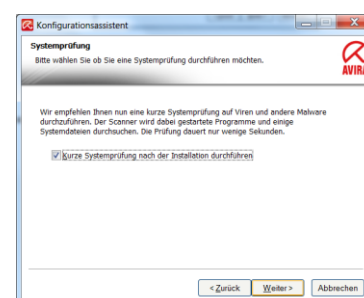 Konfigurationsassistent
Systemprüfung
Bitte wählen Sie ob Sie eine Systemprüfung durchführen möchten.
AVIRA
Wir empfehlen Ihnen nun eine kurze Systemprüfung auf Viren und andere Malware
durchzuführen. Der Scanner wird dabei gestartete Programme und einige
Systemdateien durchsuchen. Die Prüfung dauert nur wenige Sekunden.
Kurze Systemprüfung nach der Installation durchführen
< Zurück
Weiter >
Abbrechen